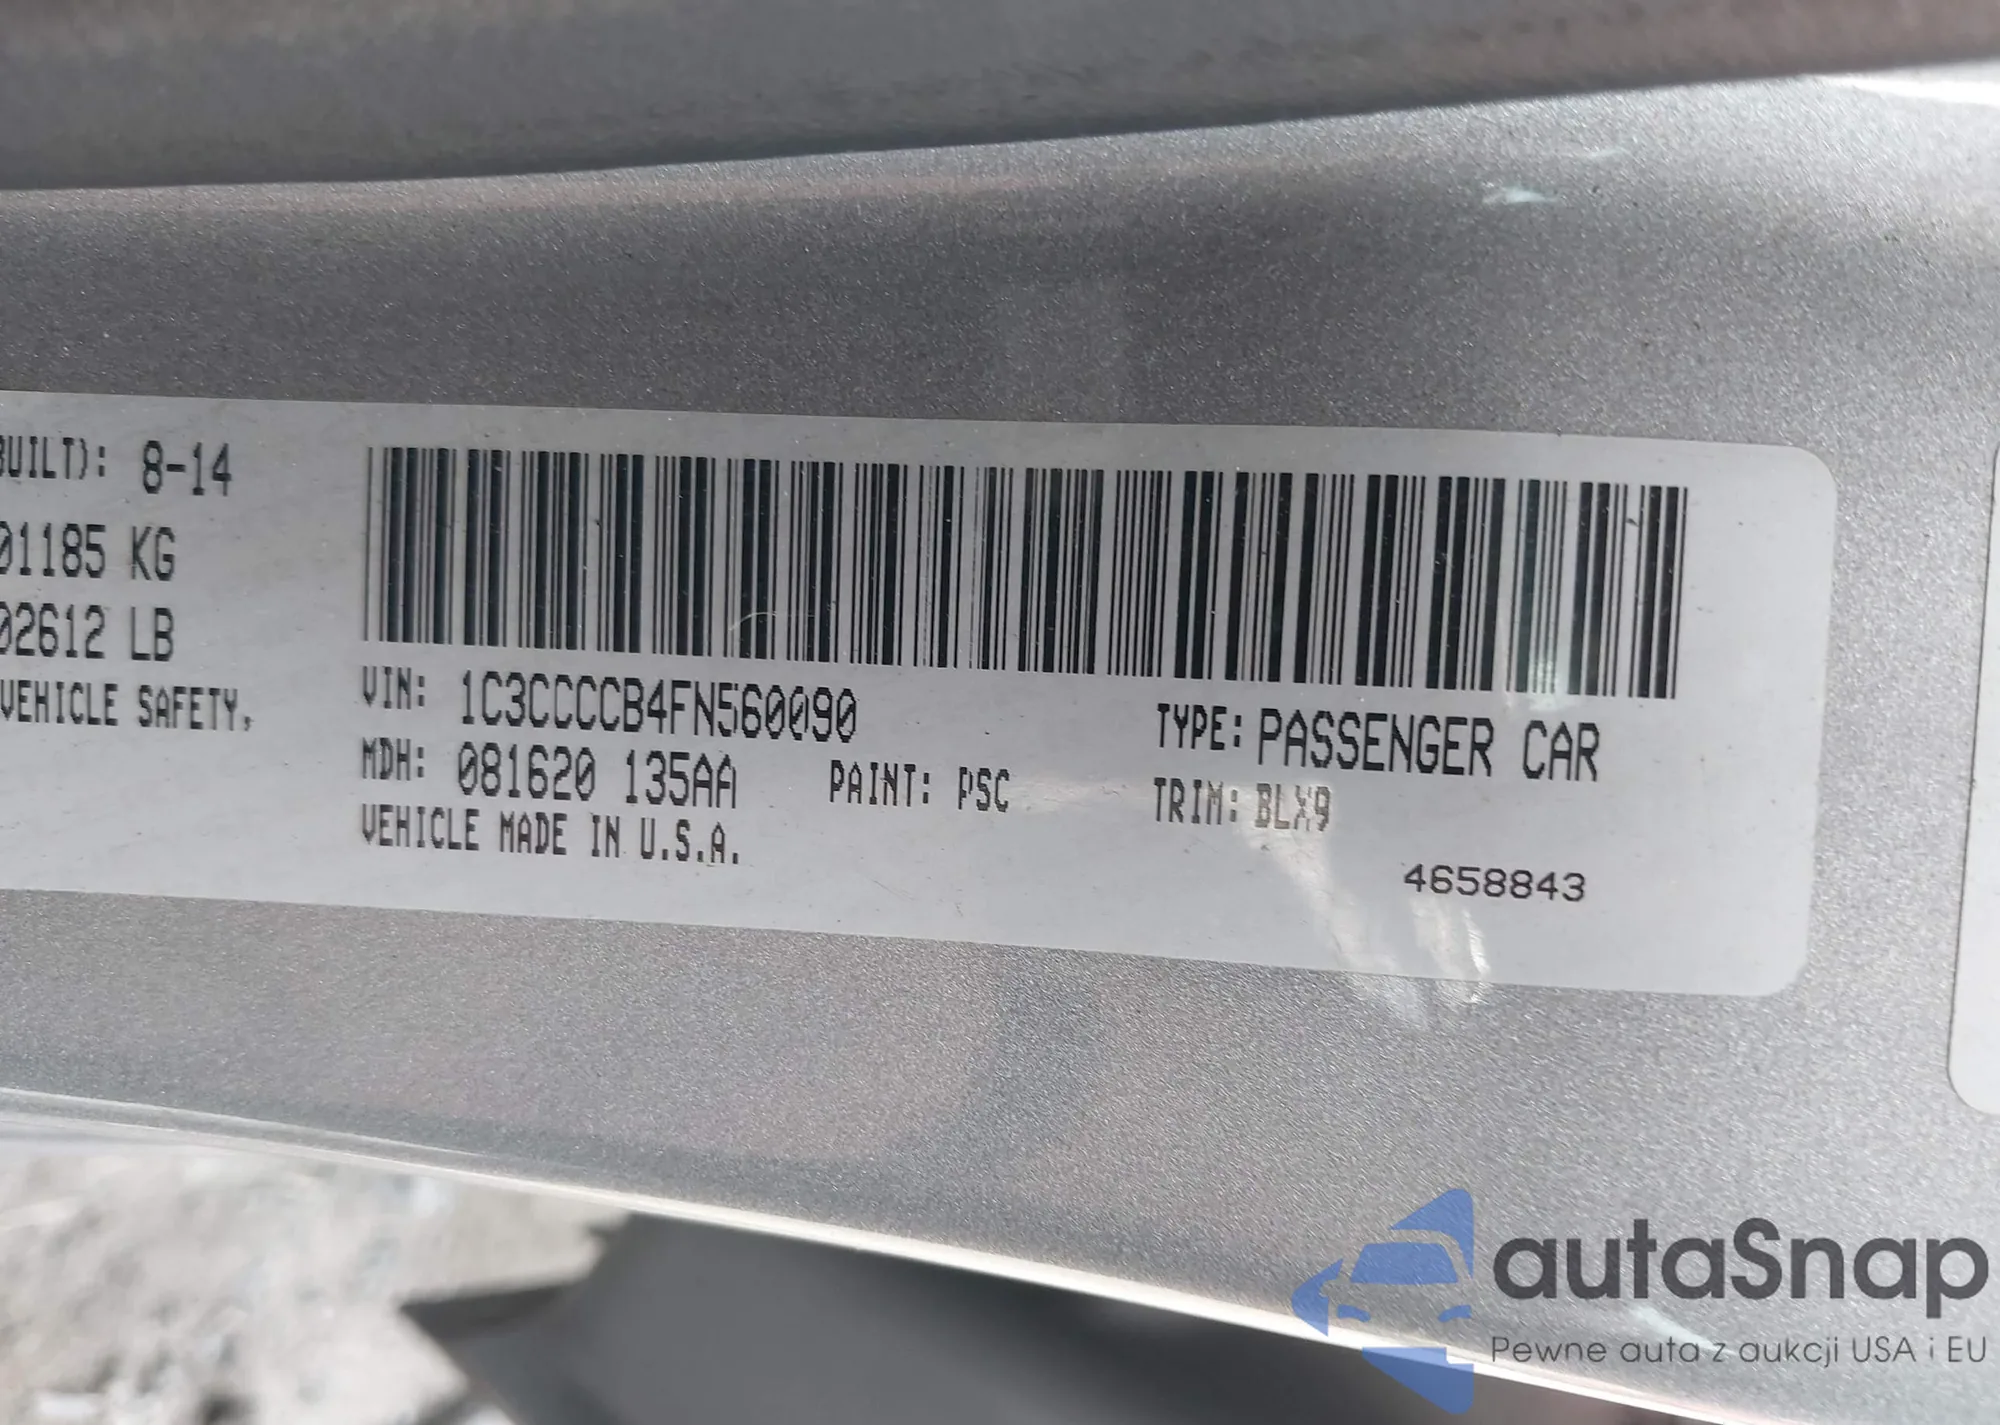 BUILT): 8-14
01185 KG
02612 LB
VEHICLE SAFETY,
VIN: 1C3CCCCB4FN560090
TYPE: PASSENGER CAR
MDH: 081620 135AA
PAINT: PSC
TRIM: BLX9
VEHICLE MADE IN U.S.A.
4658843
autaSnap
Pewne auta z aukcji USA i EU